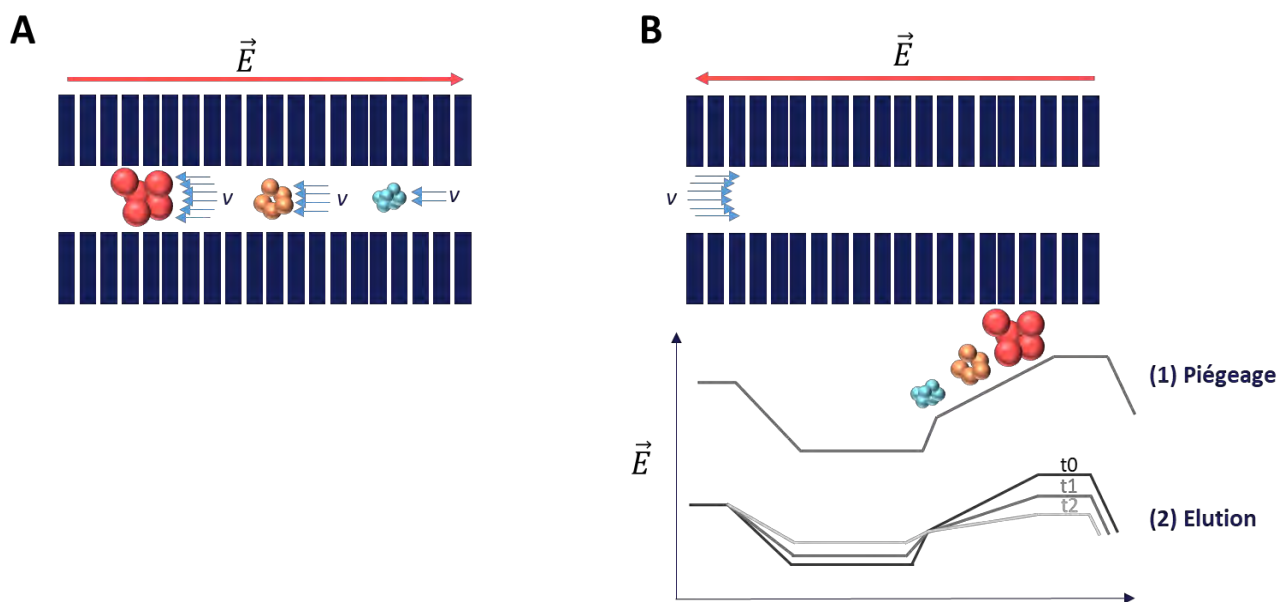 A
B
E⃗
E⃗
v
v
v
v
(1) Piégeage
E⃗
t0
t1
t2
(2) Elution